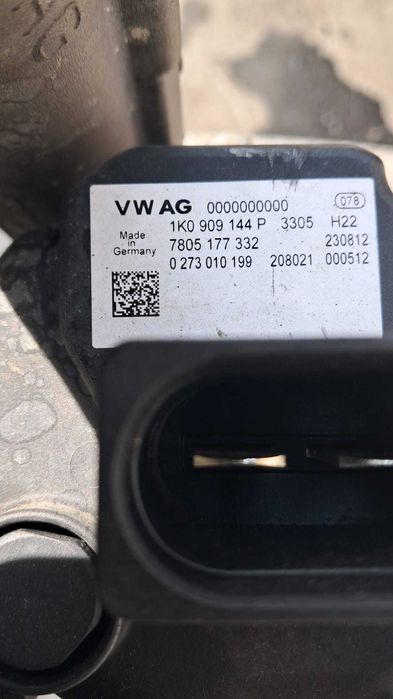 VW AG 0000000000 078
Made in Germany
1K0 909 144 P 3305 H22
7805 177 332 230812
0 273 010 199 208021 000512